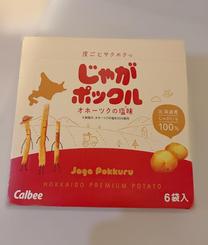 皮ごとサクホクッ
じゃが
ポックル
オホーツクの塩味
北海道産
じゃがいも
100%
Jaga Pokkuru
HOKKAIDO PREMIUM POTATO
Calbee
6袋入